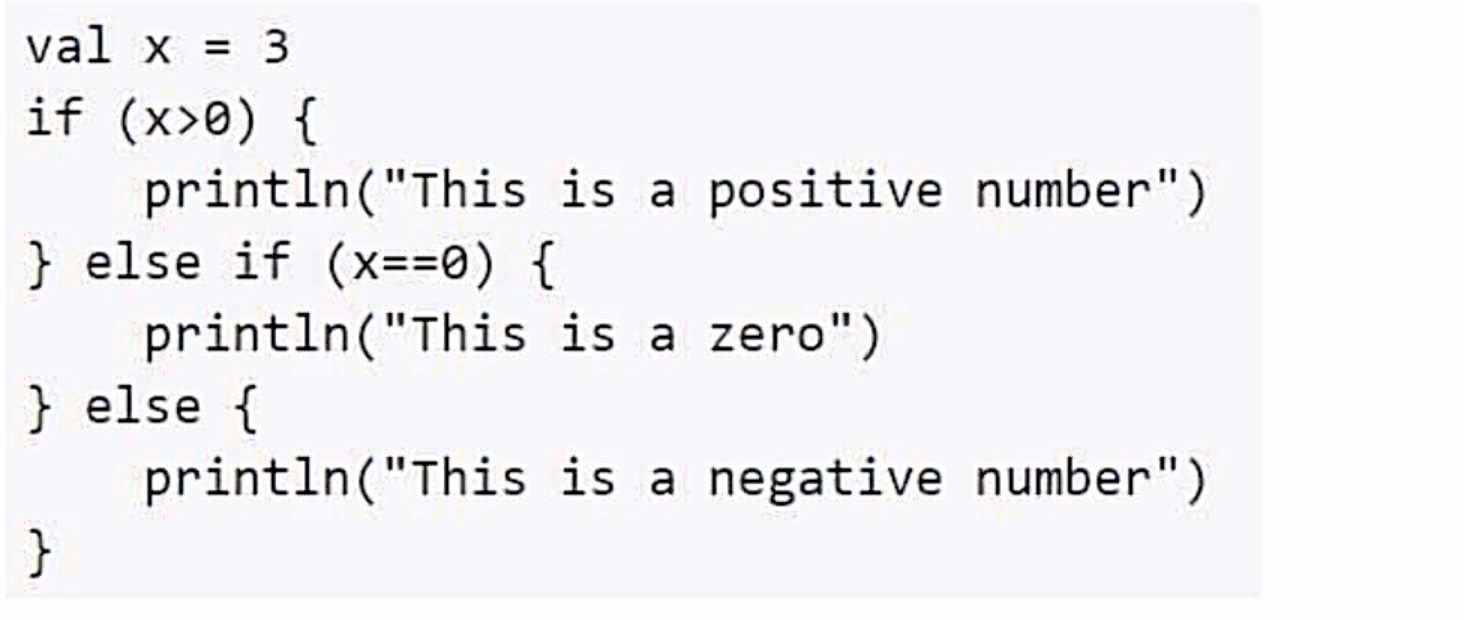 val x = 3
if (x>0) {
    println("This is a positive number")
} else if (x==0) {
    println("This is a zero")
} else {
    println("This is a negative number")
}